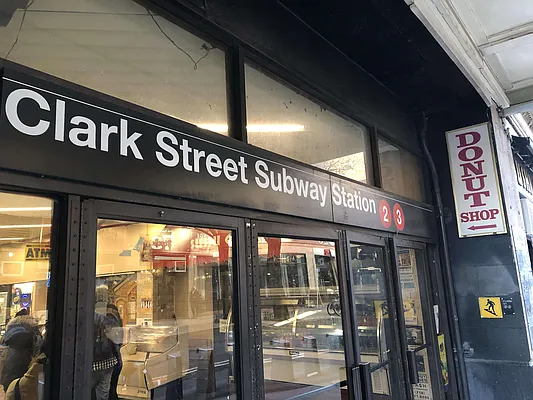 Clark Street Subway Station 2 3
DONUT
SHOP
ATM